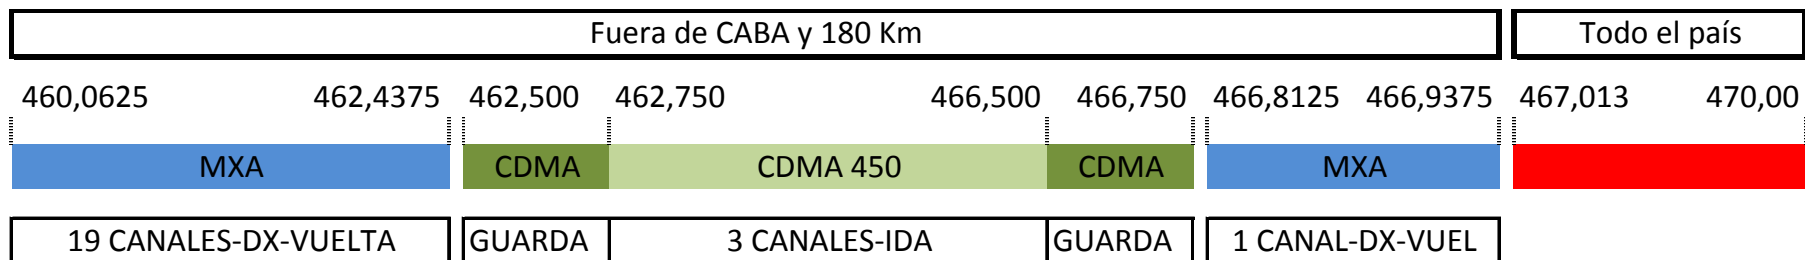 Fuera de CABA y 180 Km Todo el país
460,0625 462,4375 462,500 462,750 466,500 466,750 466,8125 466,9375 467,013 470,00
MXA CDMA CDMA 450 CDMA MXA
19 CANALES-DX-VUELTA GUARDA 3 CANALES-IDA GUARDA 1 CANAL-DX-VUEL